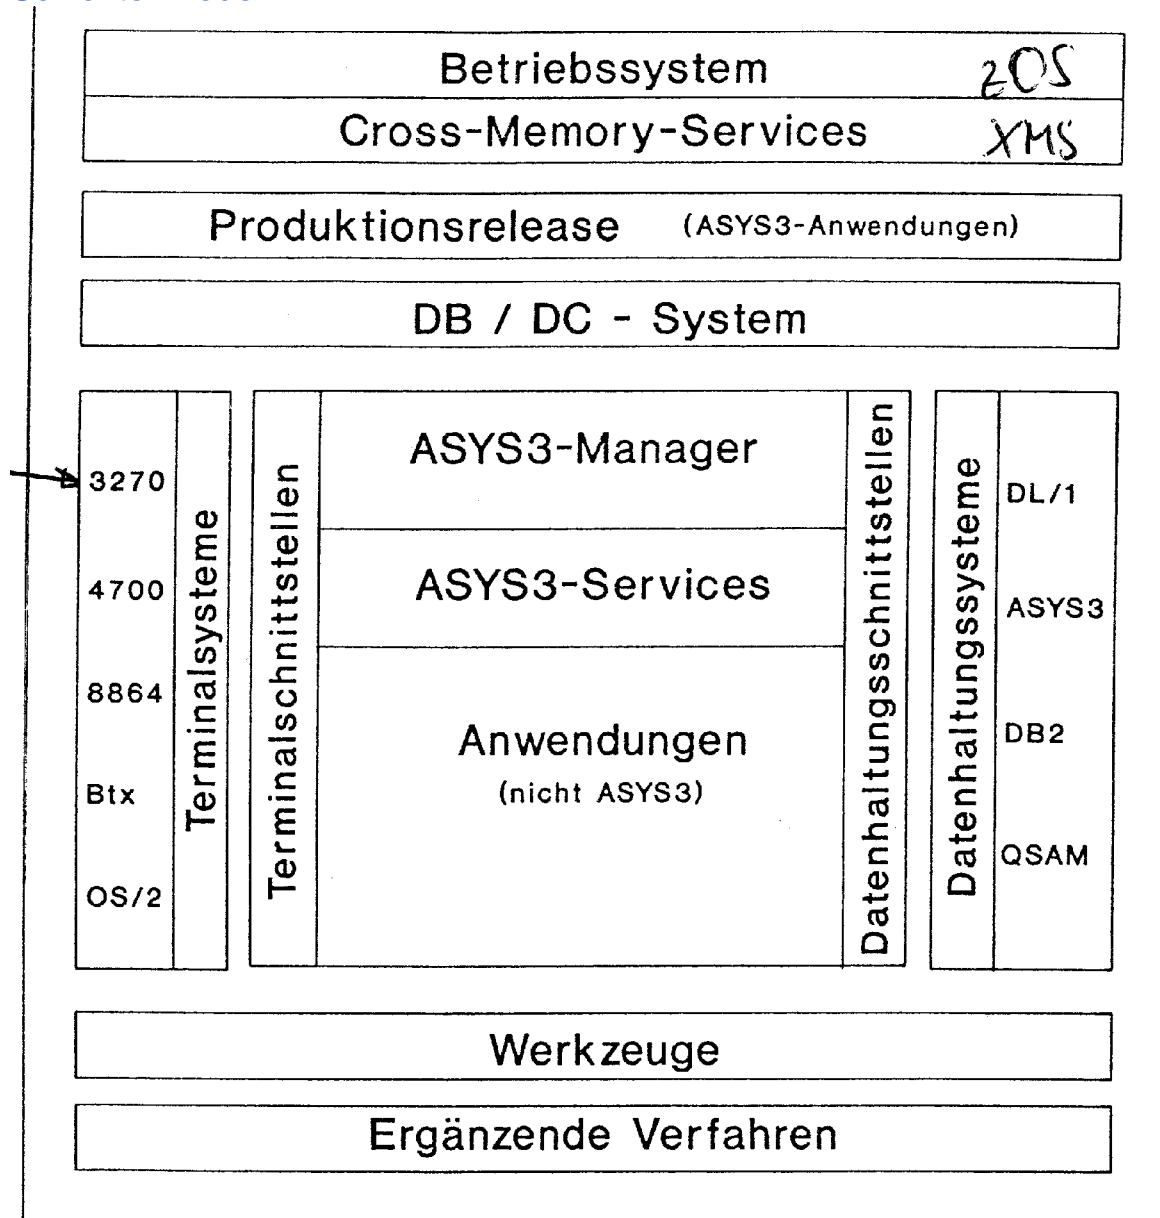 Betriebssystem zOS
Cross-Memory-Services XMS
Produktionsrelease (ASYS3-Anwendungen)
DB / DC - System
3270
4700
8864
Btx
OS/2
Terminalsysteme
Terminalschnittstellen
ASYS3-Manager
ASYS3-Services
Anwendungen
(nicht ASYS3)
Datenhaltungsschnittstellen
Datenhaltungssysteme
DL/1
ASYS3
DB2
QSAM
Werkzeuge
Ergänzende Verfahren